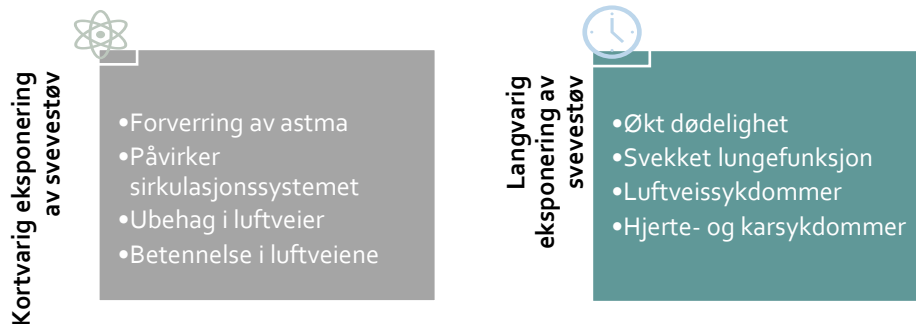 Kortvarig eksponering
av svevestøv
•Forverring av astma
•Påvirker
sirkulasjonssystemet
•Ubehag i luftveier
•Betennelse i luftveiene
Langvarig
eksponering av
svevestøv
•Økt dødelighet
•Svekket lungefunksjon
•Luftveissykdommer
•Hjerte- og karsykdommer